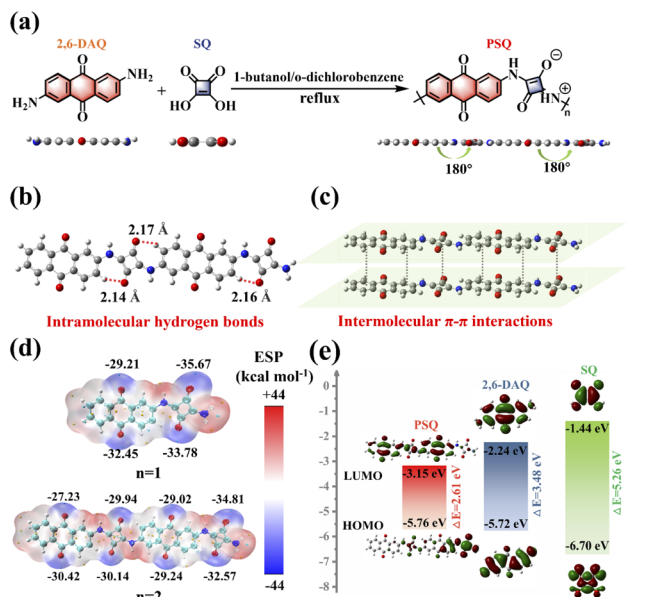 (a)
2,6-DAQ
SQ
PSQ
O
NH₂
H₂N
O
+
O
O
HO
OH
1-butanol/o-dichlorobenzene
reflux
O
H
N
O
⊖
O
O
⊕
H
N
n
180°
180°
(b)
2.17 Å
2.14 Å
2.16 Å
Intramolecular hydrogen bonds
(c)
Intermolecular π-π interactions
(d)
-29.21
-35.67
-32.45
-33.78
n=1
-27.23
-29.94
-29.02
-34.81
-30.42
-30.14
-29.24
-32.57
n=2
ESP
(kcal mol⁻¹)
+44
-44
(e)
0
-1
-2
-3
-4
-5
-6
-7
-8
LUMO
HOMO
PSQ
-3.15 eV
-5.76 eV
ΔE=2.61 eV
2,6-DAQ
-2.24 eV
-5.72 eV
ΔE=3.48 eV
SQ
-1.44 eV
-6.70 eV
ΔE=5.26 eV